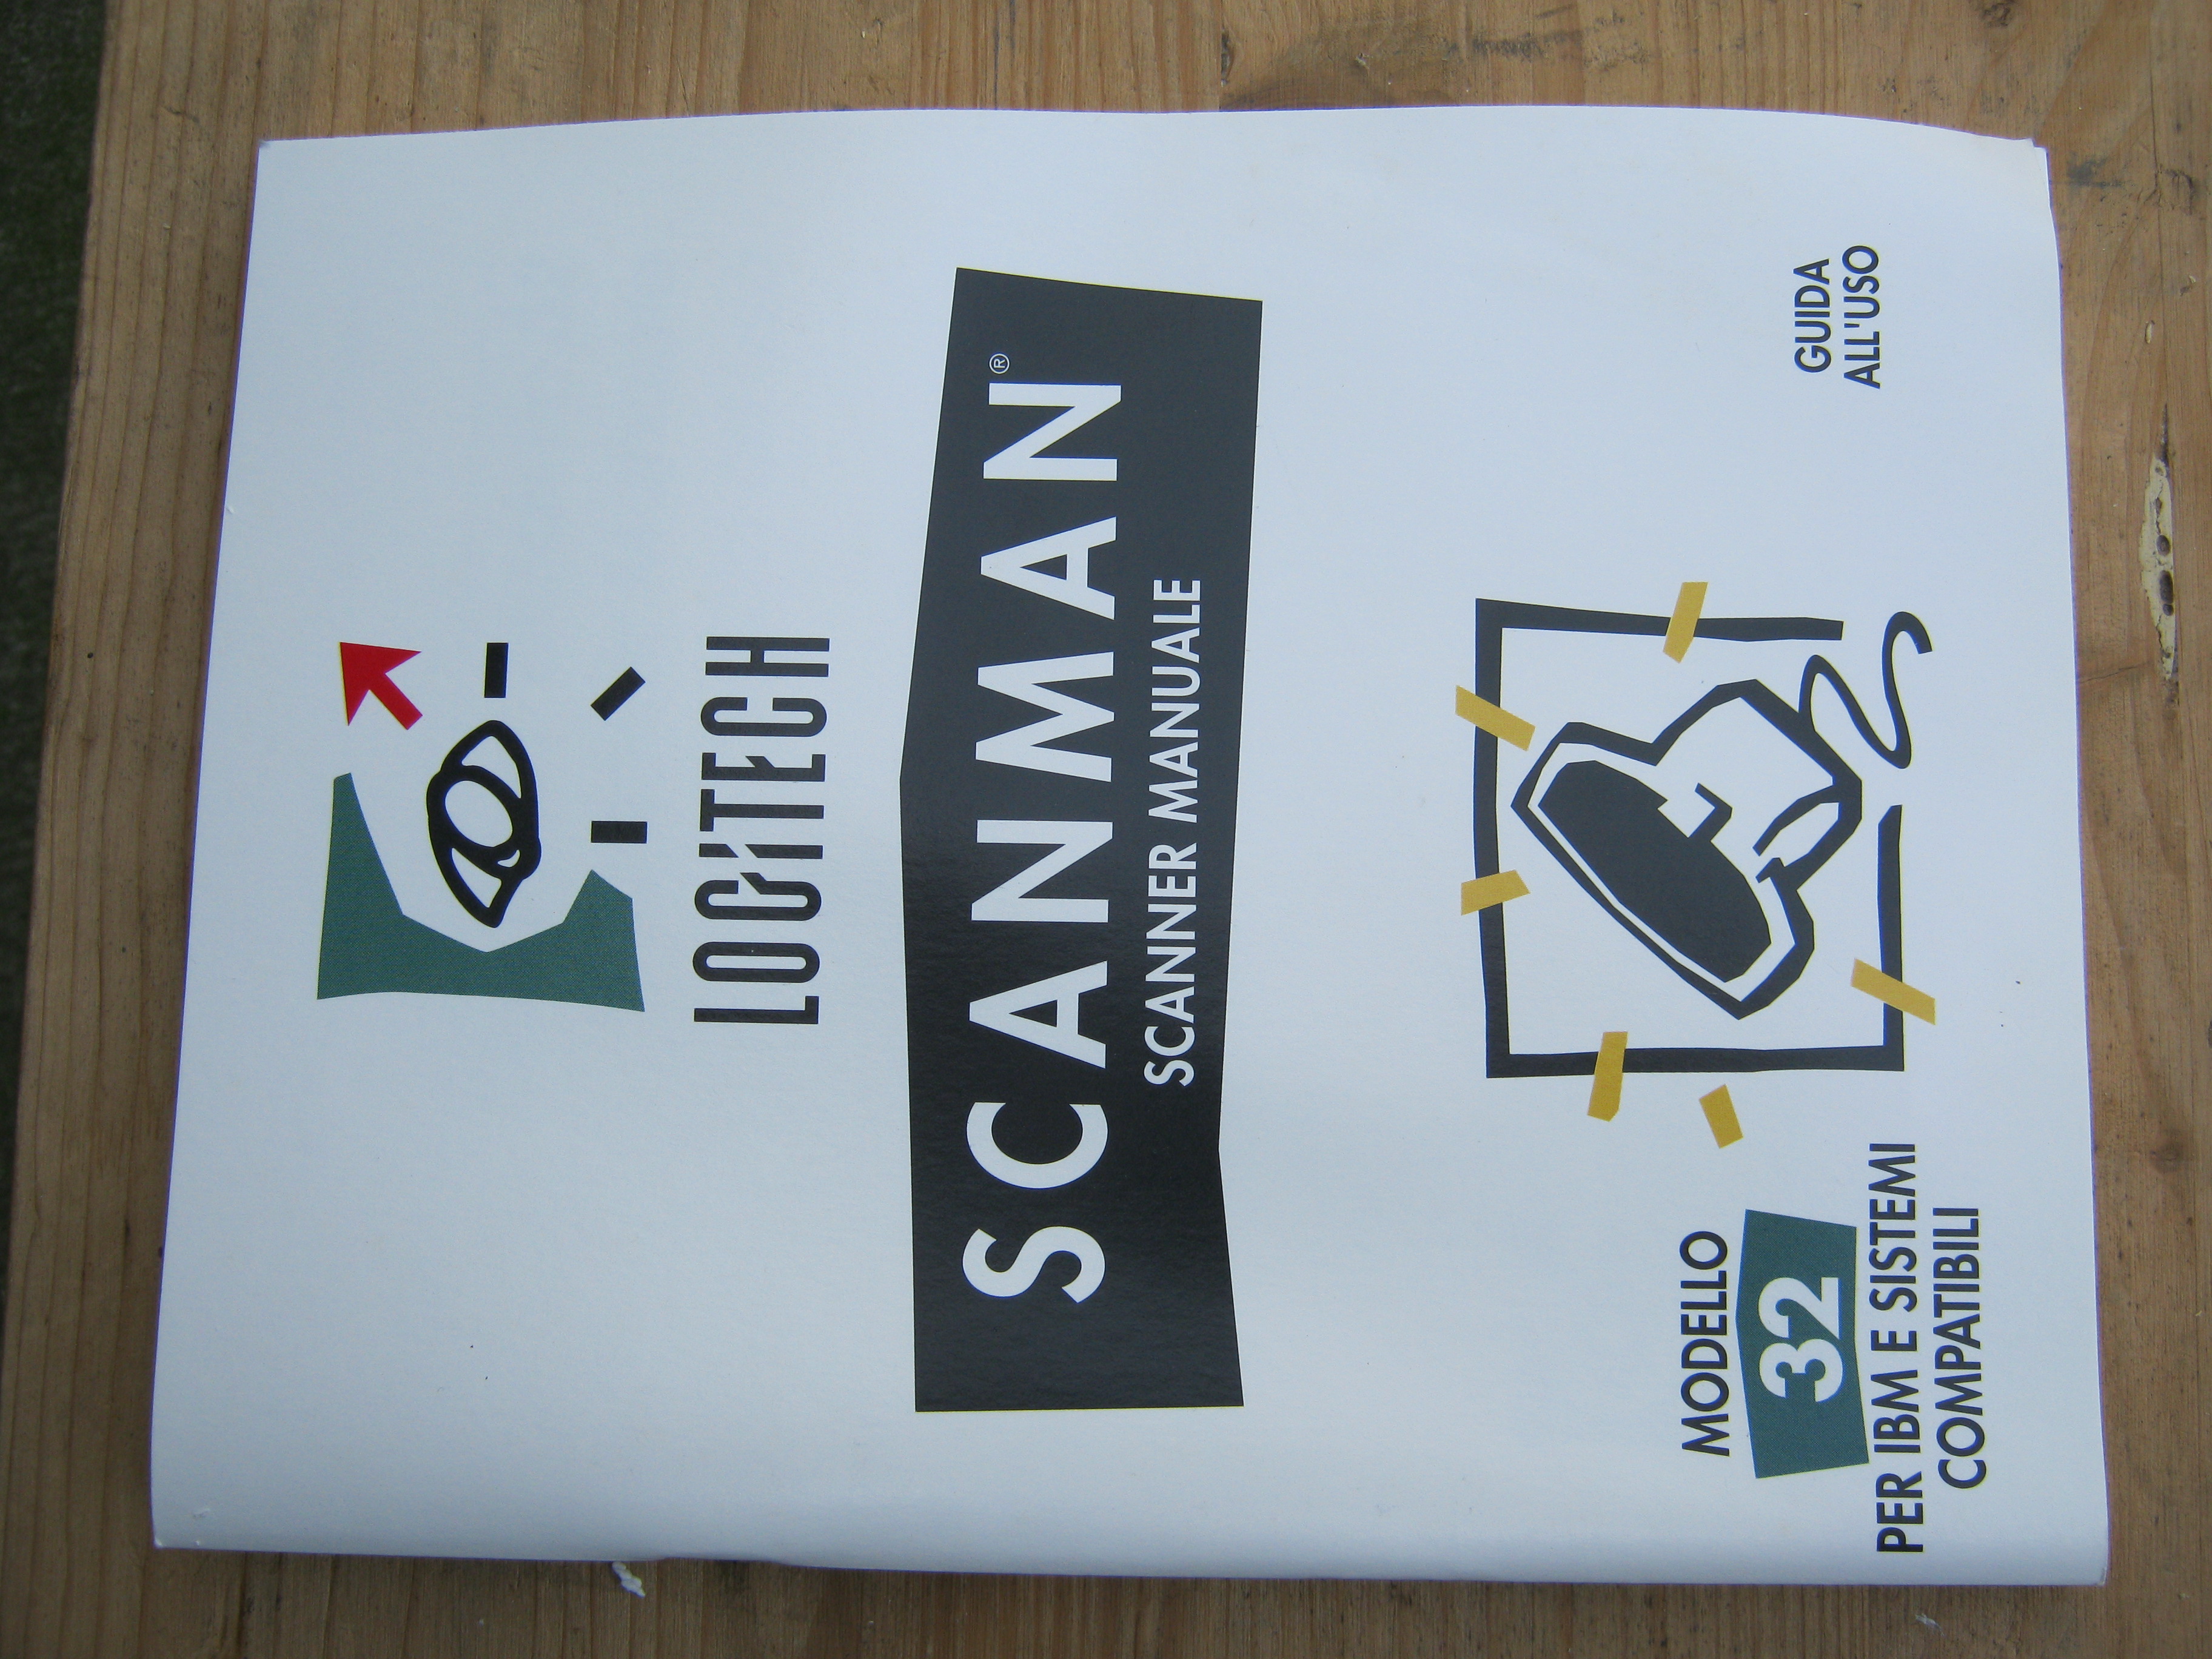 LOGITECH
SCANMAN®
SCANNER MANUALE
MODELLO
32
PER IBM E SISTEMI
COMPATIBILI
GUIDA
ALL'USO